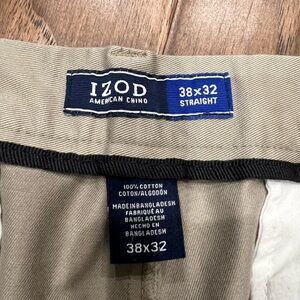 IZOD
AMERICAN CHINO
38x32
STRAIGHT
100% COTTON
COTON/ALGODÓN
MADE IN BANGLADESH
FABRIQUÉ AU
BANGLADESH
HECHO EN
BANGLADESH
38x32